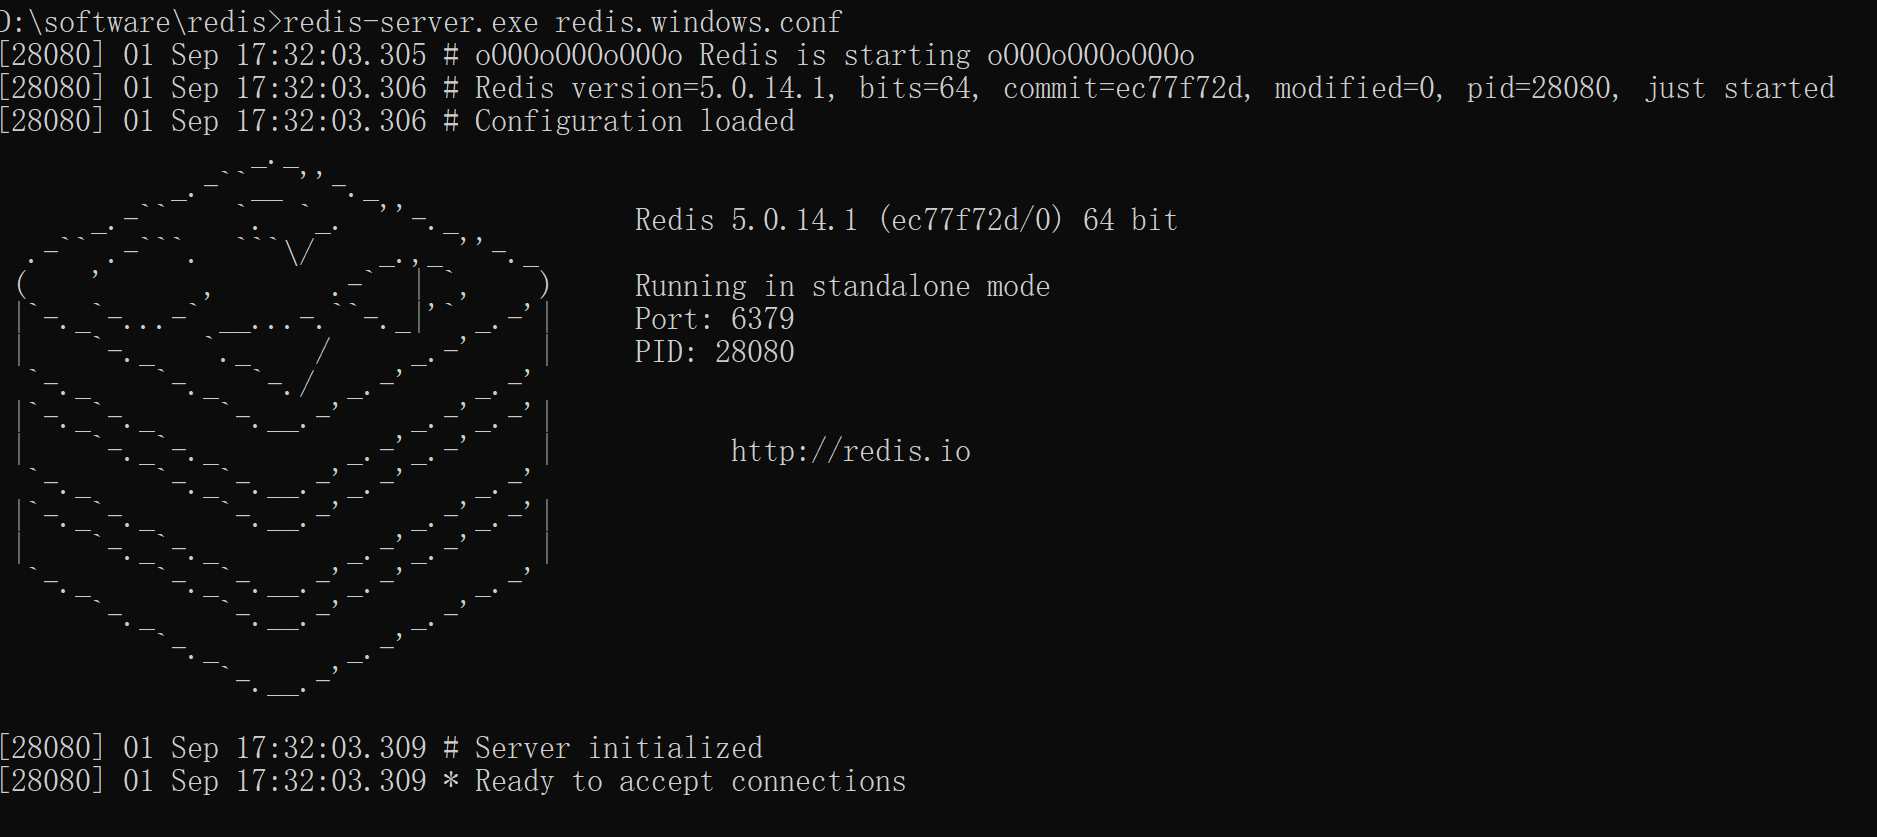 D:\software\redis>redis-server.exe redis.windows.conf
[28080] 01 Sep 17:32:03.305 # oO0OoO0OoO0Oo Redis is starting oO0OoO0OoO0Oo
[28080] 01 Sep 17:32:03.306 # Redis version=5.0.14.1, bits=64, commit=ec77f72d, modified=0, pid=28080, just started
[28080] 01 Sep 17:32:03.306 # Configuration loaded
Redis 5.0.14.1 (ec77f72d/0) 64 bit
Running in standalone mode
Port: 6379
PID: 28080
http://redis.io
[28080] 01 Sep 17:32:03.309 # Server initialized
[28080] 01 Sep 17:32:03.309 * Ready to accept connections